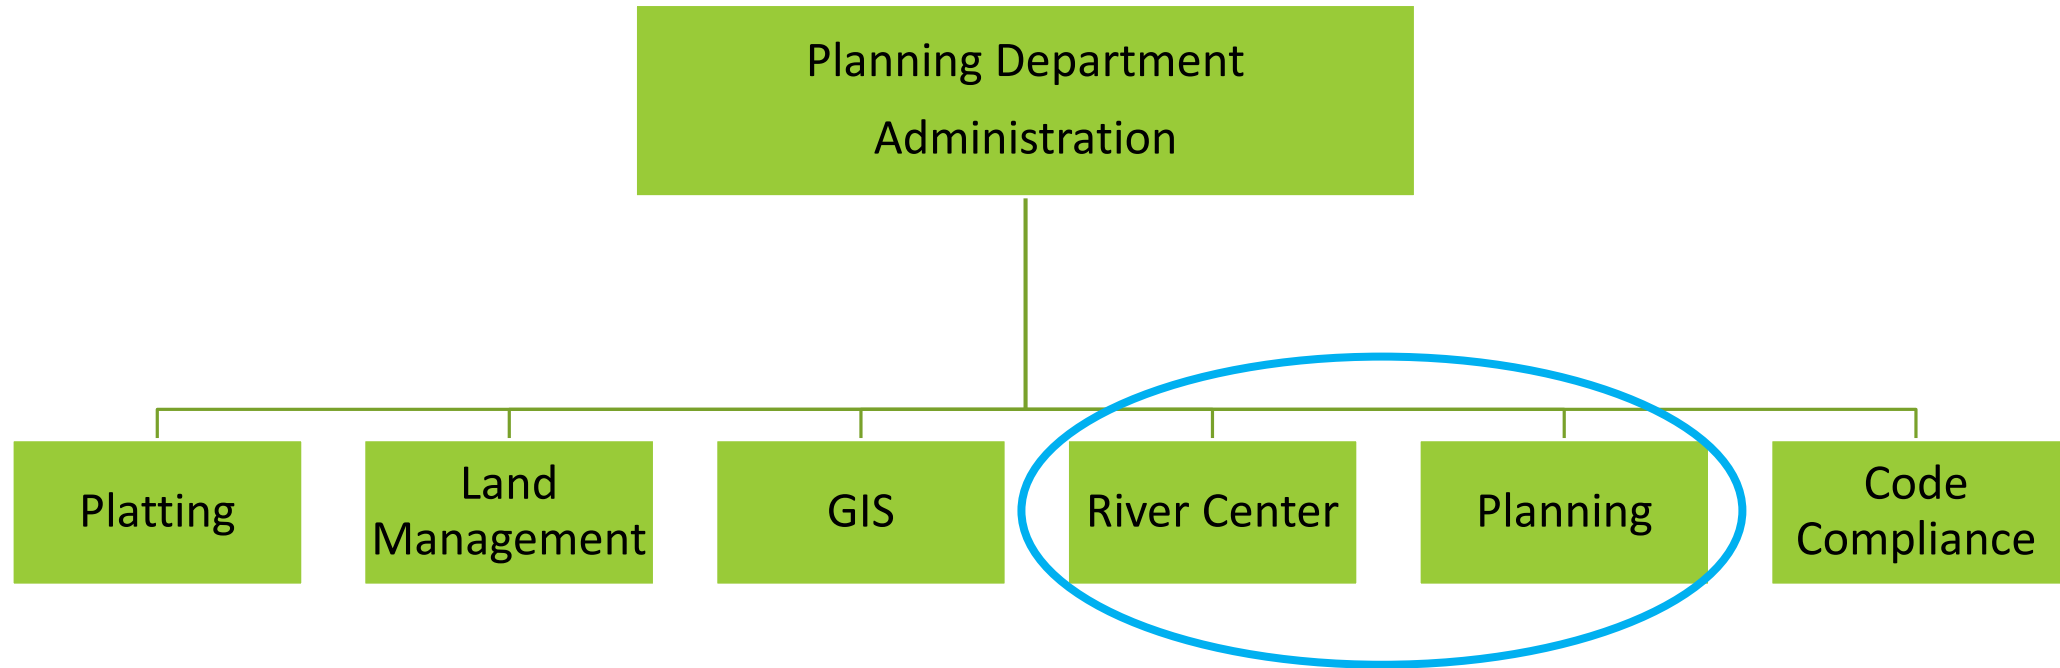 Planning Department
Administration
Platting
Land
Management
GIS
River Center
Planning
Code
Compliance